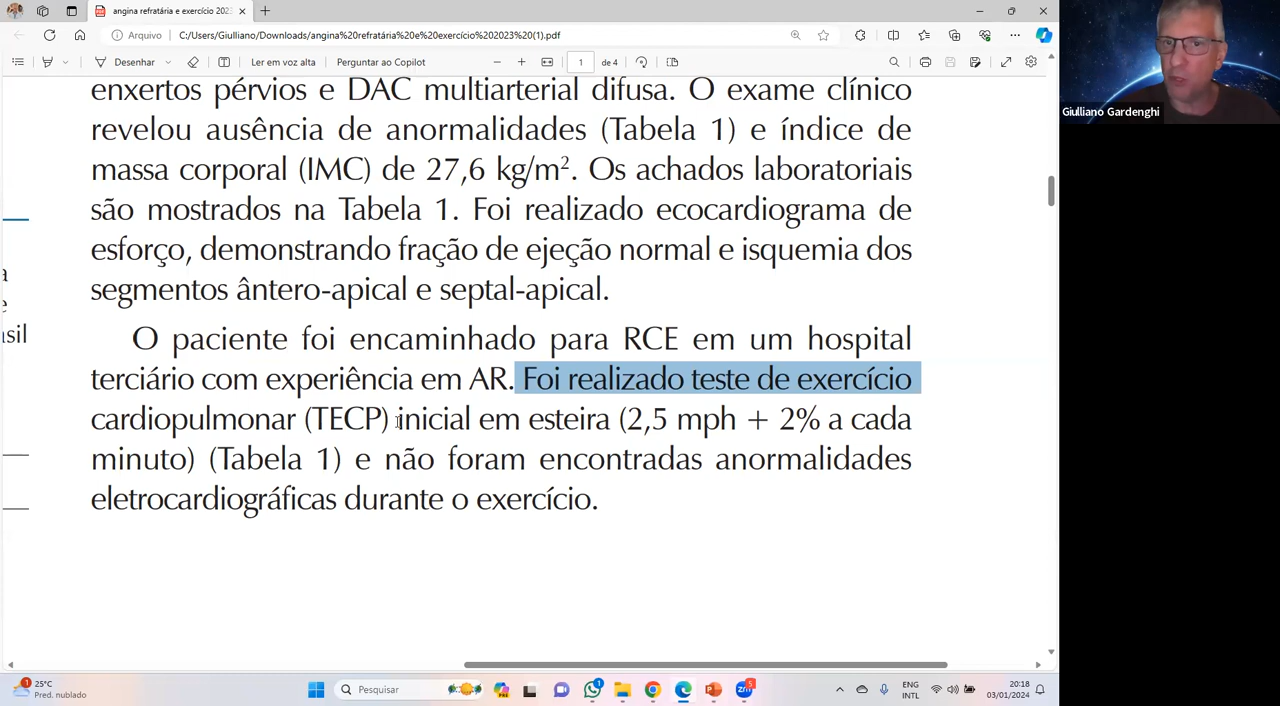 angina refratária e exercício 202
Arquivo
C:/Users/Giulliano/Downloads/angina%20refratária%20e%20exercício%202023%20(1).pdf
Desenhar
Ler em voz alta
Perguntar ao Copilot
1
de 4
enxertos pérvios e DAC multiarterial difusa. O exame clínico
revelou ausência de anormalidades (Tabela 1) e índice de
massa corporal (IMC) de 27,6 kg/m². Os achados laboratoriais
são mostrados na Tabela 1. Foi realizado ecocardiograma de
esforço, demonstrando fração de ejeção normal e isquemia dos
segmentos ântero-apical e septal-apical.
O paciente foi encaminhado para RCE em um hospital
terciário com experiência em AR. Foi realizado teste de exercício
cardiopulmonar (TECP) inicial em esteira (2,5 mph + 2% a cada
minuto) (Tabela 1) e não foram encontradas anormalidades
eletrocardiográficas durante o exercício.
a
e
sil
Giulliano Gardenghi
1
25°C
Pred. nublado
Pesquisar
PRE
1
5
ENG
INTL
20:18
03/01/2024